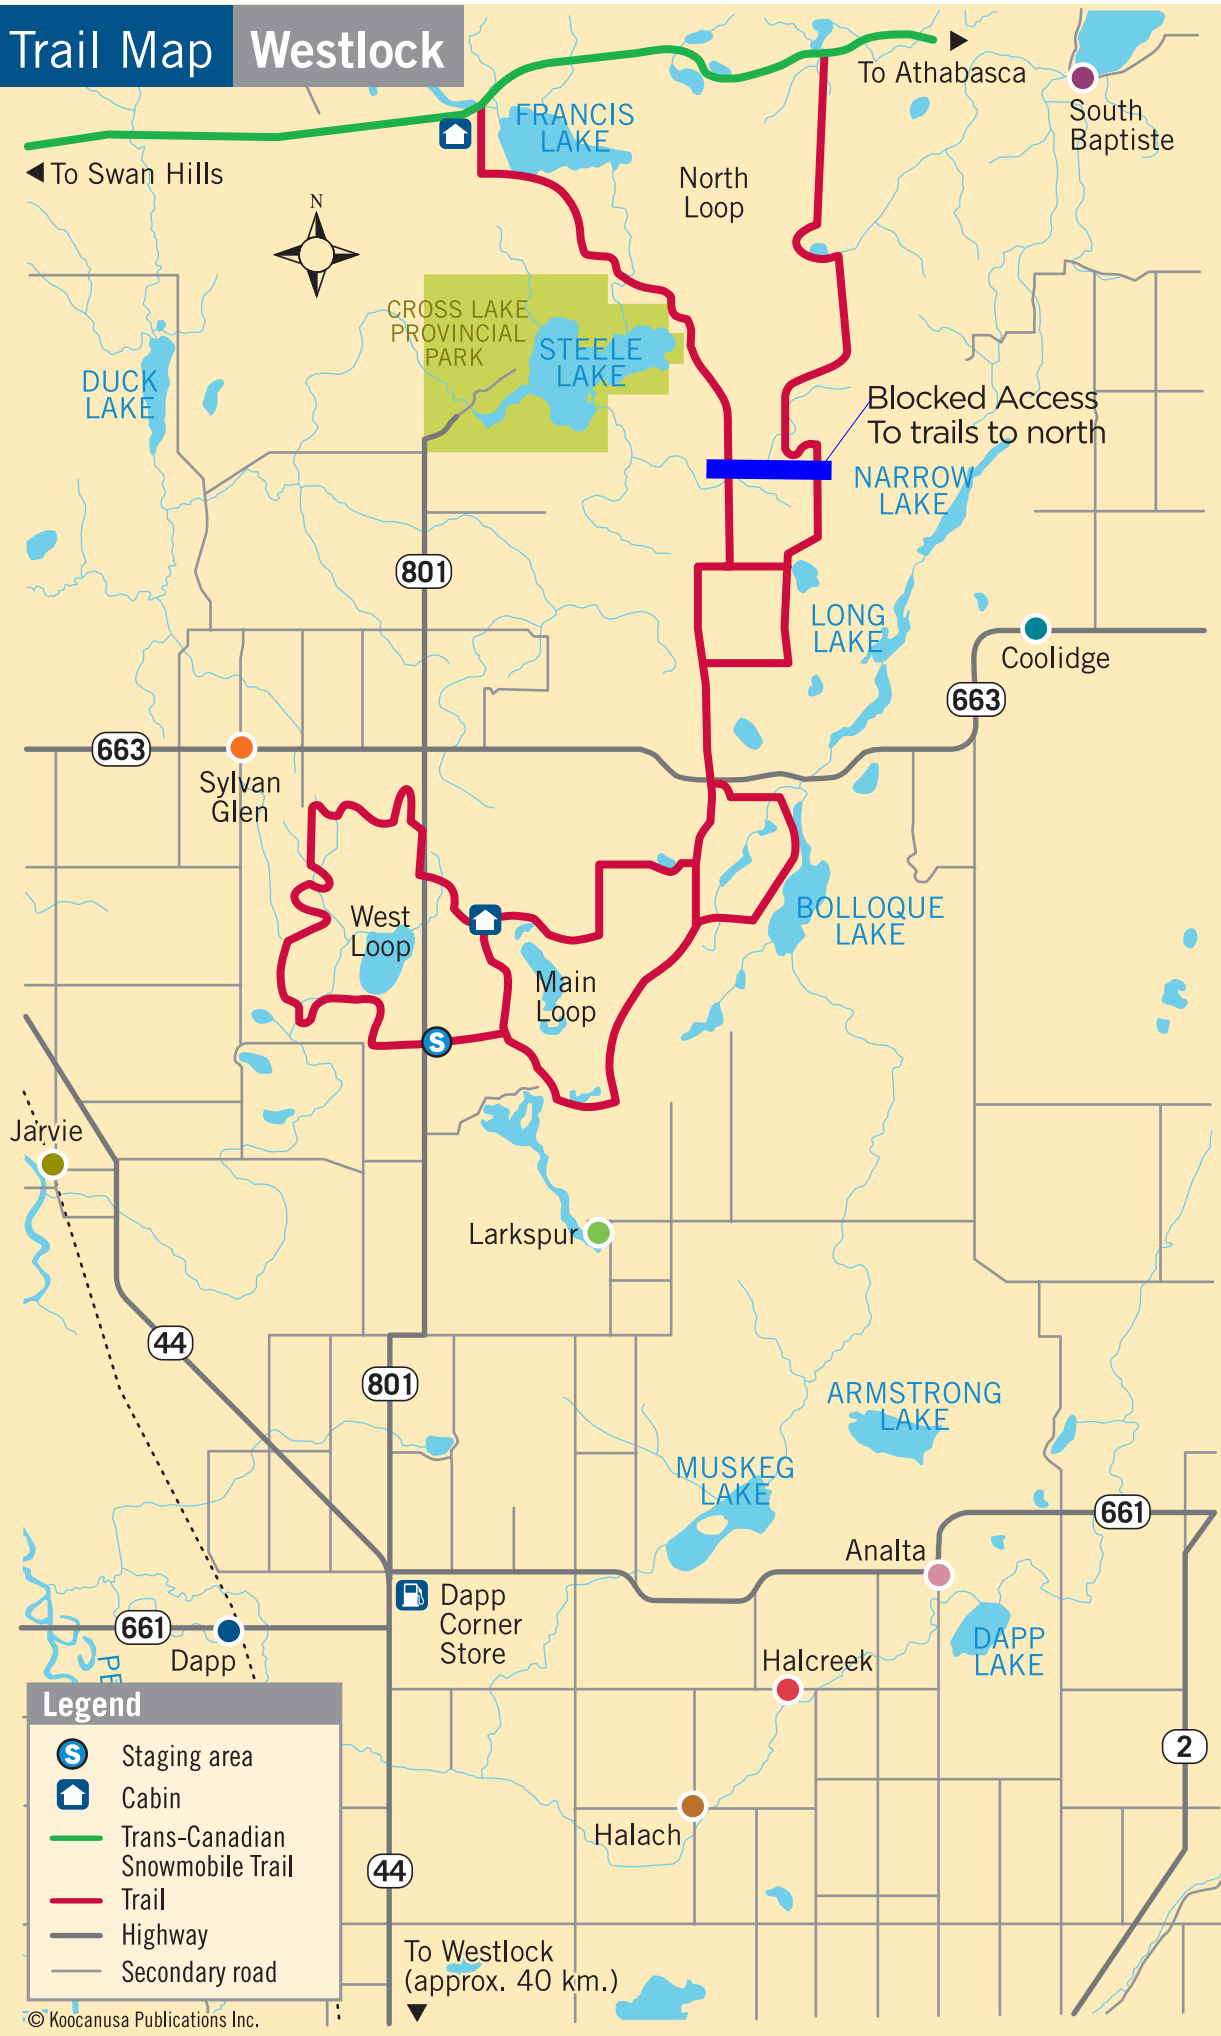 Trail Map Westlock
To Athabasca
South
Baptiste
FRANCIS
LAKE
To Swan Hills
North
Loop
N
CROSS LAKE
PROVINCIAL
PARK
STEELE
LAKE
DUCK
LAKE
Blocked Access
To trails to north
NARROW
LAKE
801
LONG
LAKE
Coolidge
663
663
Sylvan
Glen
West
Loop
BOLLOQUE
LAKE
Main
Loop
S
Jarvie
Larkspur
44
801
ARMSTRONG
LAKE
MUSKEG
LAKE
661
Analta
Dapp
Corner
Store
661
Dapp
DAPP
LAKE
Halcreek
PE
2
Halach
44
To Westlock
(approx. 40 km.)
Legend
S Staging area
Cabin
Trans-Canadian
Snowmobile Trail
Trail
Highway
Secondary road
© Koocanusa Publications Inc.